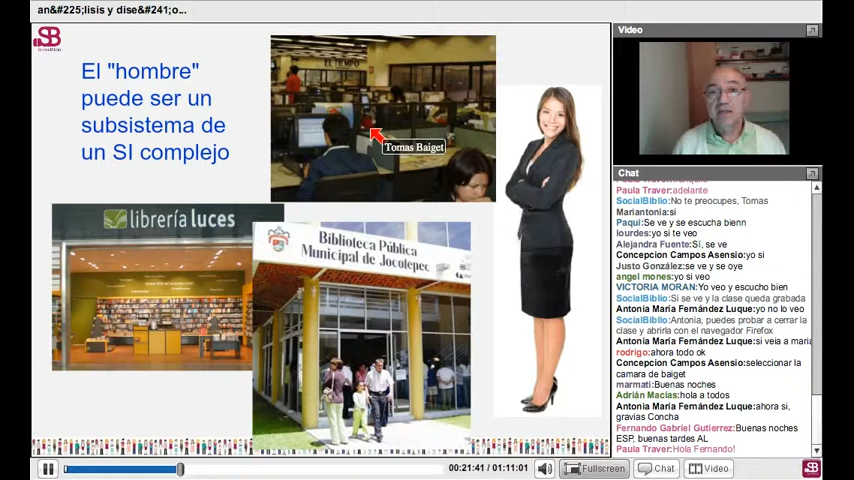 an&#225;lisis y dise&#241;o...
SB
El "hombre"
puede ser un
subsistema de
un SI complejo
EL TIEMPO
Tomas Baiget
librería luces
Biblioteca Pública
Municipal de Jocotepec
Video
Chat
Paula Traver:adelante
SocialBiblio:No te preocupes, Tomas
Mariantonia:si
Paqui:Se ve y se escucha bienn
lourdes:yo si te veo
Alejandra Fuente:Sí, se ve
Concepcion Campos Asensio:yo si
Justo González:se ve y se oye
angel mones:yo si veo
VICTORIA MORAN:Yo veo y escucho bien
SocialBiblio:Si se ve y la clase queda grabada
Antonia María Fernández Luque:yo no lo veo
SocialBiblio:Antonia, puedes probar a cerrar la
clase y abrirla con el navegador Firefox
Antonia María Fernández Luque:si veia a maria
rodrigo:ahora todo ok
Concepcion Campos Asensio:seleccionar la
camara de baiget
marmati:Buenas noches
Adrián Macías:hola a todos
Antonia María Fernández Luque:ahora si,
gravias Concha
Fernando Gabriel Gutierrez:Buenas noches
ESP, buenas tardes AL
Paula Traver:Hola Fernando!
00:21:41 / 01:11:01
Fullscreen
Chat
Video
SB